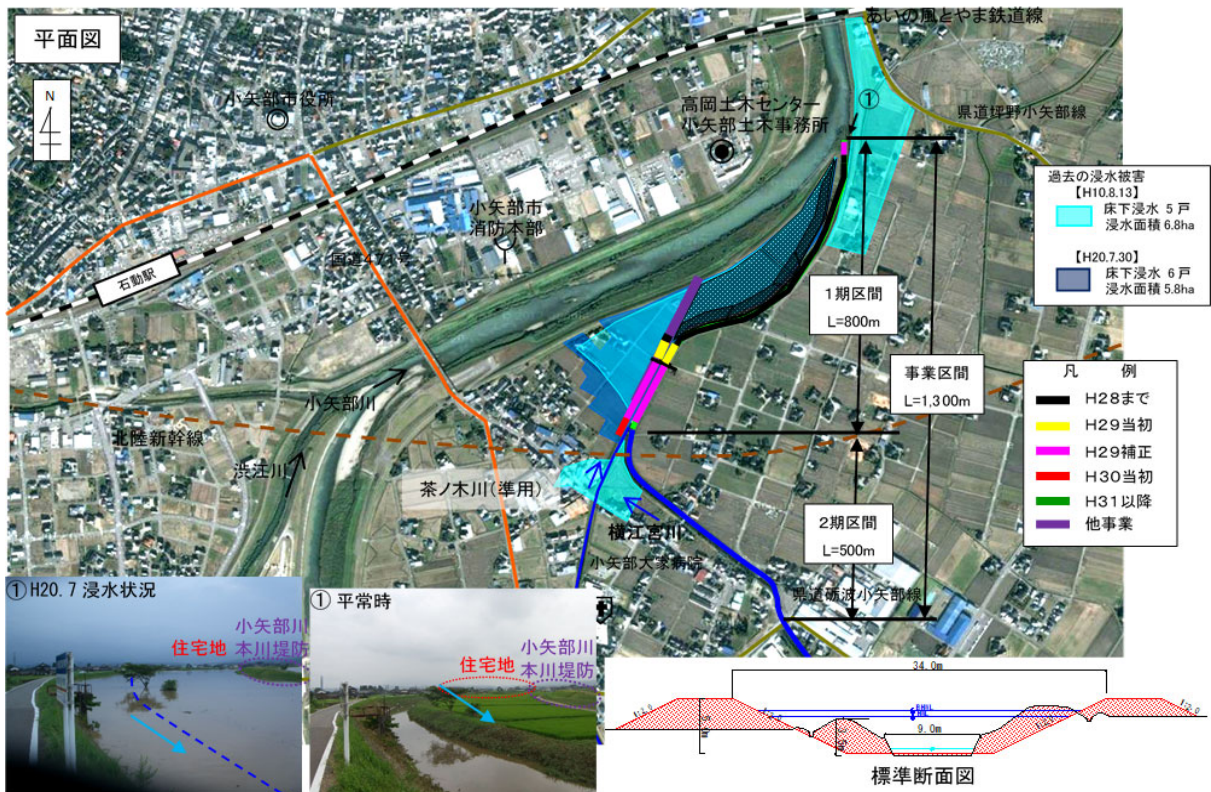 平面図
N
小矢部市役所
あいの風とやま鉄道線
高岡土木センター
小矢部土木事務所
①
県道坪野小矢部線
過去の浸水被害
【H10.8.13】
床下浸水 5 戸
浸水面積 6.8ha
【H20.7.30】
床下浸水 6 戸
浸水面積 5.8ha
小矢部市
消防本部
国道471号
石動駅
1期区間
L=800m
事業区間
L=1,300m
凡 例
H28まで
H29当初
H29補正
H30当初
H31以降
他事業
小矢部川
北陸新幹線
渋江川
茶ノ木川(準用)
横江宮川
小矢部大家病院
2期区間
L=500m
県道砺波小矢部線
① H20.7 浸水状況
住宅地
小矢部川
本川堤防
① 平常時
住宅地
小矢部川
本川堤防
34.0m
9.0m
標準断面図